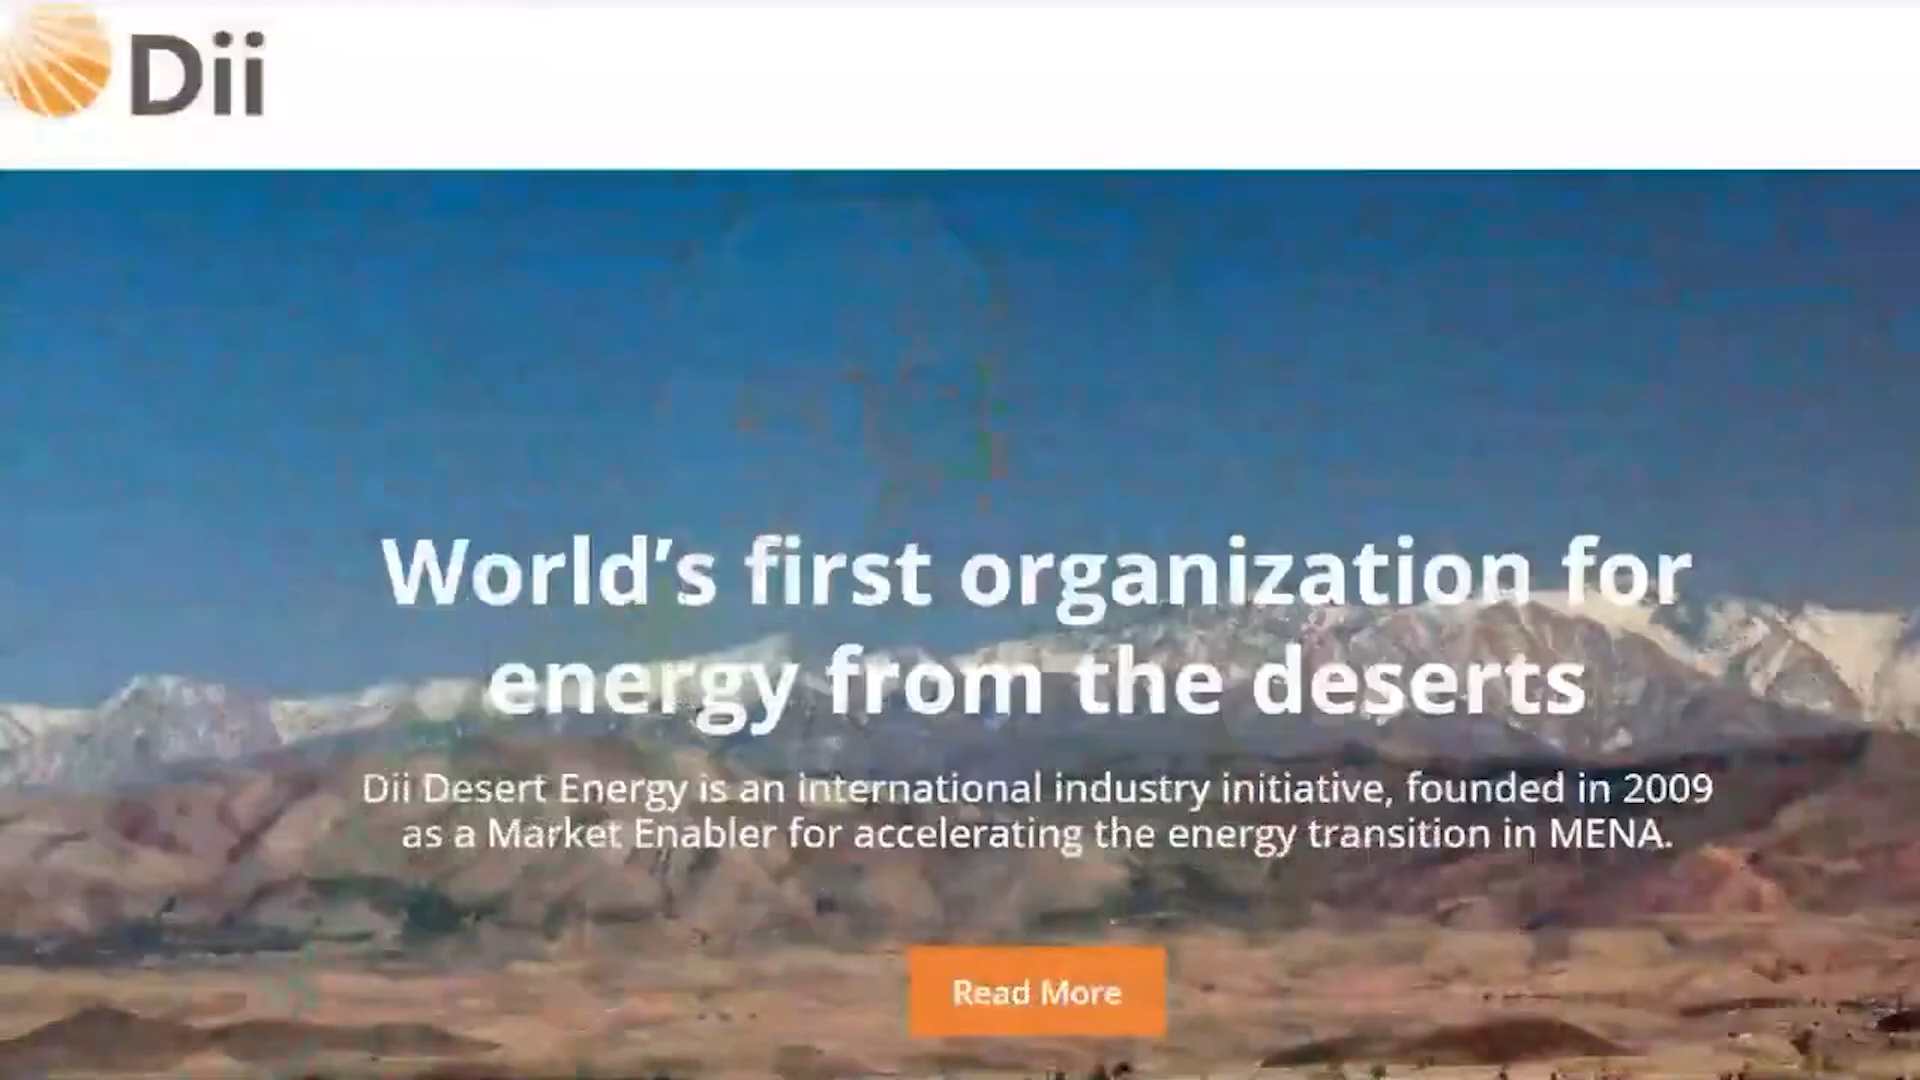 Dii
World's first organization for
energy from the deserts
Dii Desert Energy is an international industry initiative, founded in 2009
as a Market Enabler for accelerating the energy transition in MENA.
Read More